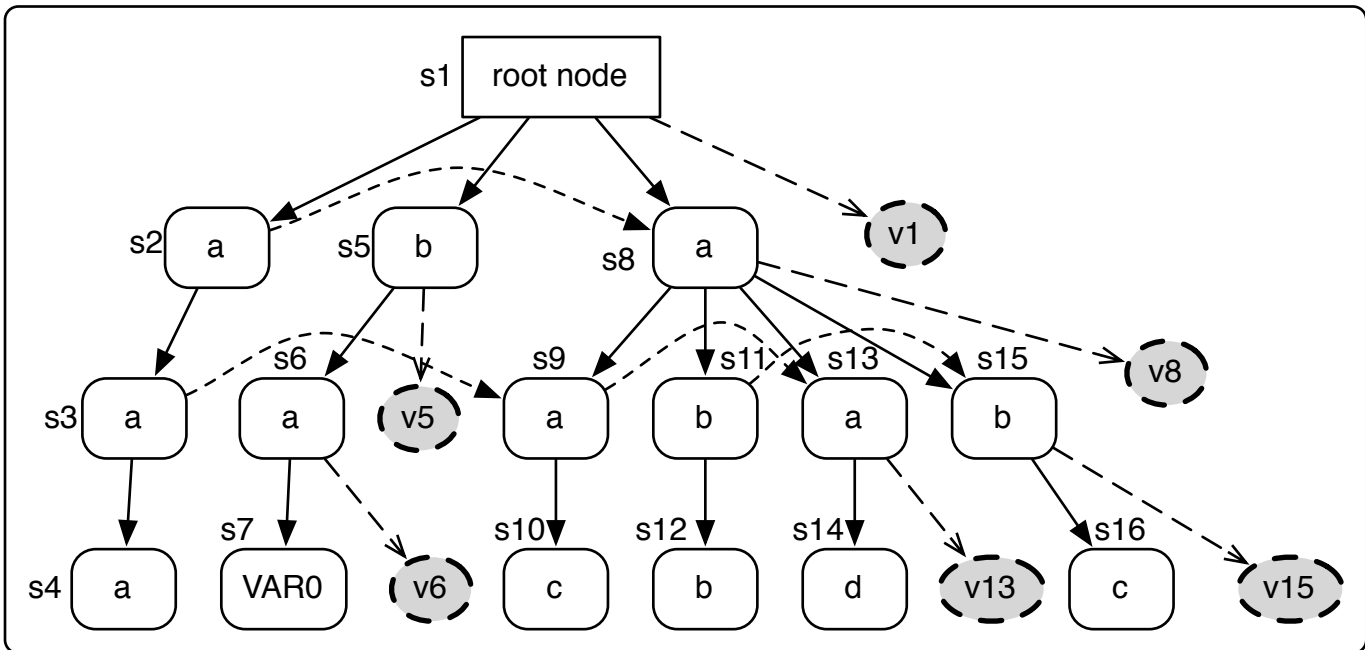 s1 root node
s2 a s5 b s8 a v1
s6 s9 s11 s13 s15 v8
s3 a a v5 a b a b
s7 s10 s12 s14 s16
s4 a VAR0 v6 c b d v13 c v15